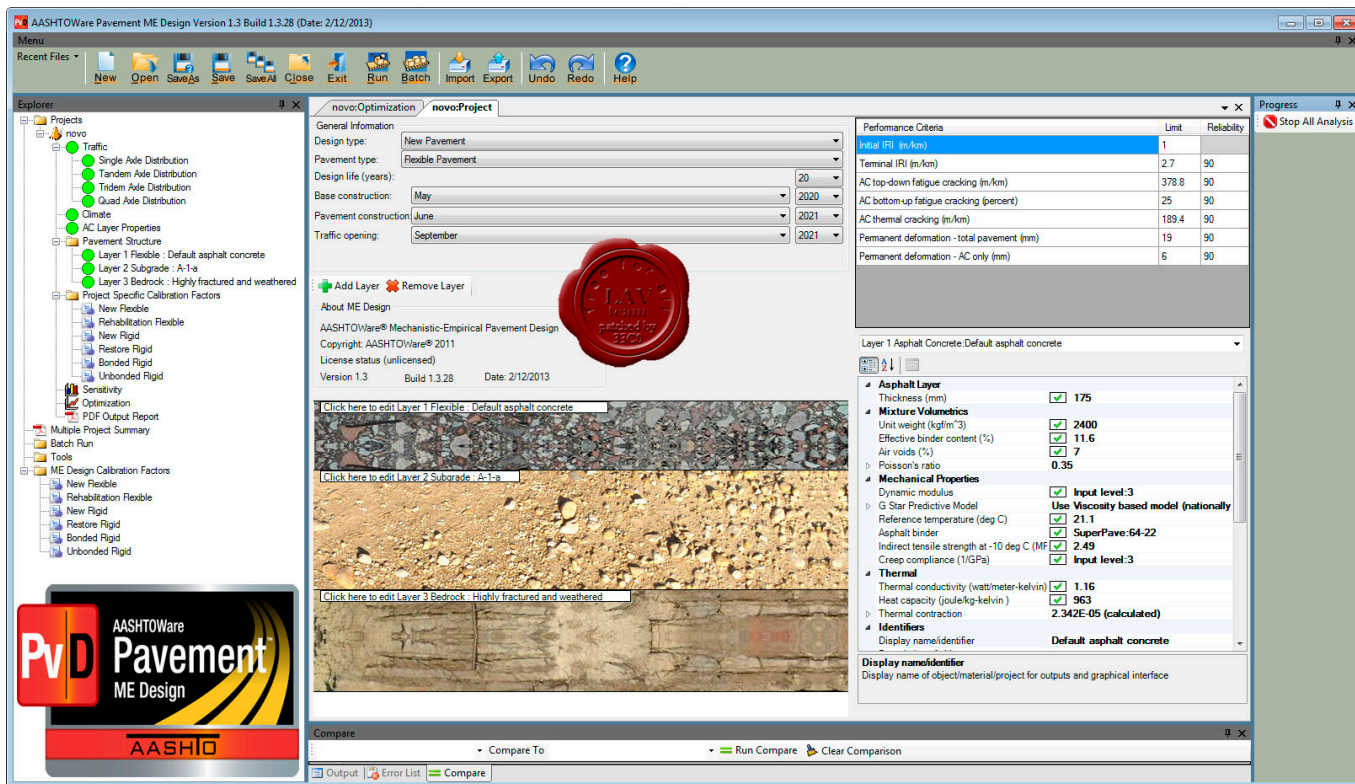 AASHTOWare Pavement ME Design Version 1.3 Build 1.3.28 (Date: 2/12/2013)
Menu
Recent Files
New Open SaveAs Save SaveAll Close Exit Run Batch Import Export Undo Redo Help
Explorer
Projects
novo
Traffic
Single Axle Distribution
Tandem Axle Distribution
Tridem Axle Distribution
Quad Axle Distribution
Climate
AC Layer Properties
Pavement Structure
Layer 1 Flexible : Default asphalt concrete
Layer 2 Subgrade : A-1-a
Layer 3 Bedrock : Highly fractured and weathered
Project Specific Calibration Factors
New Flexible
Rehabilitation Flexible
New Rigid
Restore Rigid
Bonded Rigid
Unbonded Rigid
Sensitivity
Optimization
PDF Output Report
Multiple Project Summary
Batch Run
Tools
ME Design Calibration Factors
New Flexible
Rehabilitation Flexible
New Rigid
Restore Rigid
Bonded Rigid
Unbonded Rigid
PvD
AASHTOWare
Pavement™
ME Design
AASHTO
novo:Optimization novo:Project
General Information
Design type: New Pavement
Pavement type: Flexible Pavement
Design life (years): 20
Base construction: May 2020
Pavement construction: June 2021
Traffic opening: September 2021
Add Layer Remove Layer
About ME Design
AASHTOWare® Mechanistic-Empirical Pavement Design
Copyright: AASHTOWare® 2011
License status (unlicensed)
Version 1.3 Build 1.3.28 Date: 2/12/2013
LAV
team
patched by
Click here to edit Layer 1 Flexible : Default asphalt concrete
Click here to edit Layer 2 Subgrade : A-1-a
Click here to edit Layer 3 Bedrock : Highly fractured and weathered
Performance Criteria Limit Reliability
Initial IRI (m/km) 1
Terminal IRI (m/km) 2.7 90
AC top-down fatigue cracking (m/km) 378.8 90
AC bottom-up fatigue cracking (percent) 25 90
AC thermal cracking (m/km) 189.4 90
Permanent deformation - total pavement (mm) 19 90
Permanent deformation - AC only (mm) 6 90
Layer 1 Asphalt Concrete:Default asphalt concrete
Asphalt Layer
Thickness (mm) 175
Mixture Volumetrics
Unit weight (kgf/m^3) 2400
Effective binder content (%) 11.6
Air voids (%) 7
Poisson's ratio 0.35
Mechanical Properties
Dynamic modulus Input level:3
G Star Predictive Model Use Viscosity based model (nationally
Reference temperature (deg C) 21.1
Asphalt binder SuperPave:64-22
Indirect tensile strength at -10 deg C (MP 2.49
Creep compliance (1/GPa) Input level:3
Thermal
Thermal conductivity (watt/meter-kelvin) 1.16
Heat capacity (joule/kg-kelvin ) 963
Thermal contraction 2.342E-05 (calculated)
Identifiers
Display name/identifier Default asphalt concrete
Display name/identifier
Display name of object/material/project for outputs and graphical interface
Compare
Compare To Run Compare Clear Comparison
Output Error List Compare
Progress
Stop All Analysis